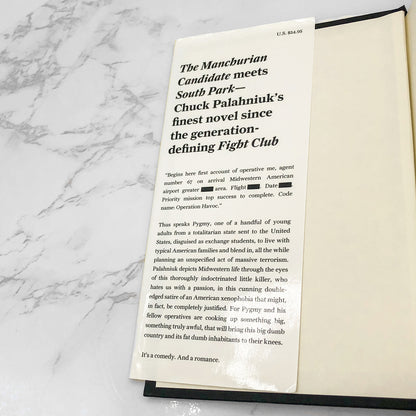 U.S. $24.95
The Manchurian
Candidate meets
South Park—
Chuck Palahniuk's
finest novel since
the generation-
defining Fight Club
"Begins here first account of operative me, agent
number 67 on arrival Midwestern American
airport greater area. Flight . Date .
Priority mission top success to complete. Code
name: Operation Havoc."
Thus speaks Pygmy, one of a handful of young
adults from a totalitarian state sent to the United
States, disguised as exchange students, to live with
typical American families and blend in, all the while
planning an unspecified act of massive terrorism.
Palahniuk depicts Midwestern life through the eyes
of this thoroughly indoctrinated little killer, who
hates us with a passion, in this cunning double-
edged satire of an American xenophobia that might,
in fact, be completely justified. For Pygmy and his
fellow operatives are cooking up something big,
something truly awful, that will bring this big dumb
country and its fat dumb inhabitants to their knees.
It's a comedy. And a romance.